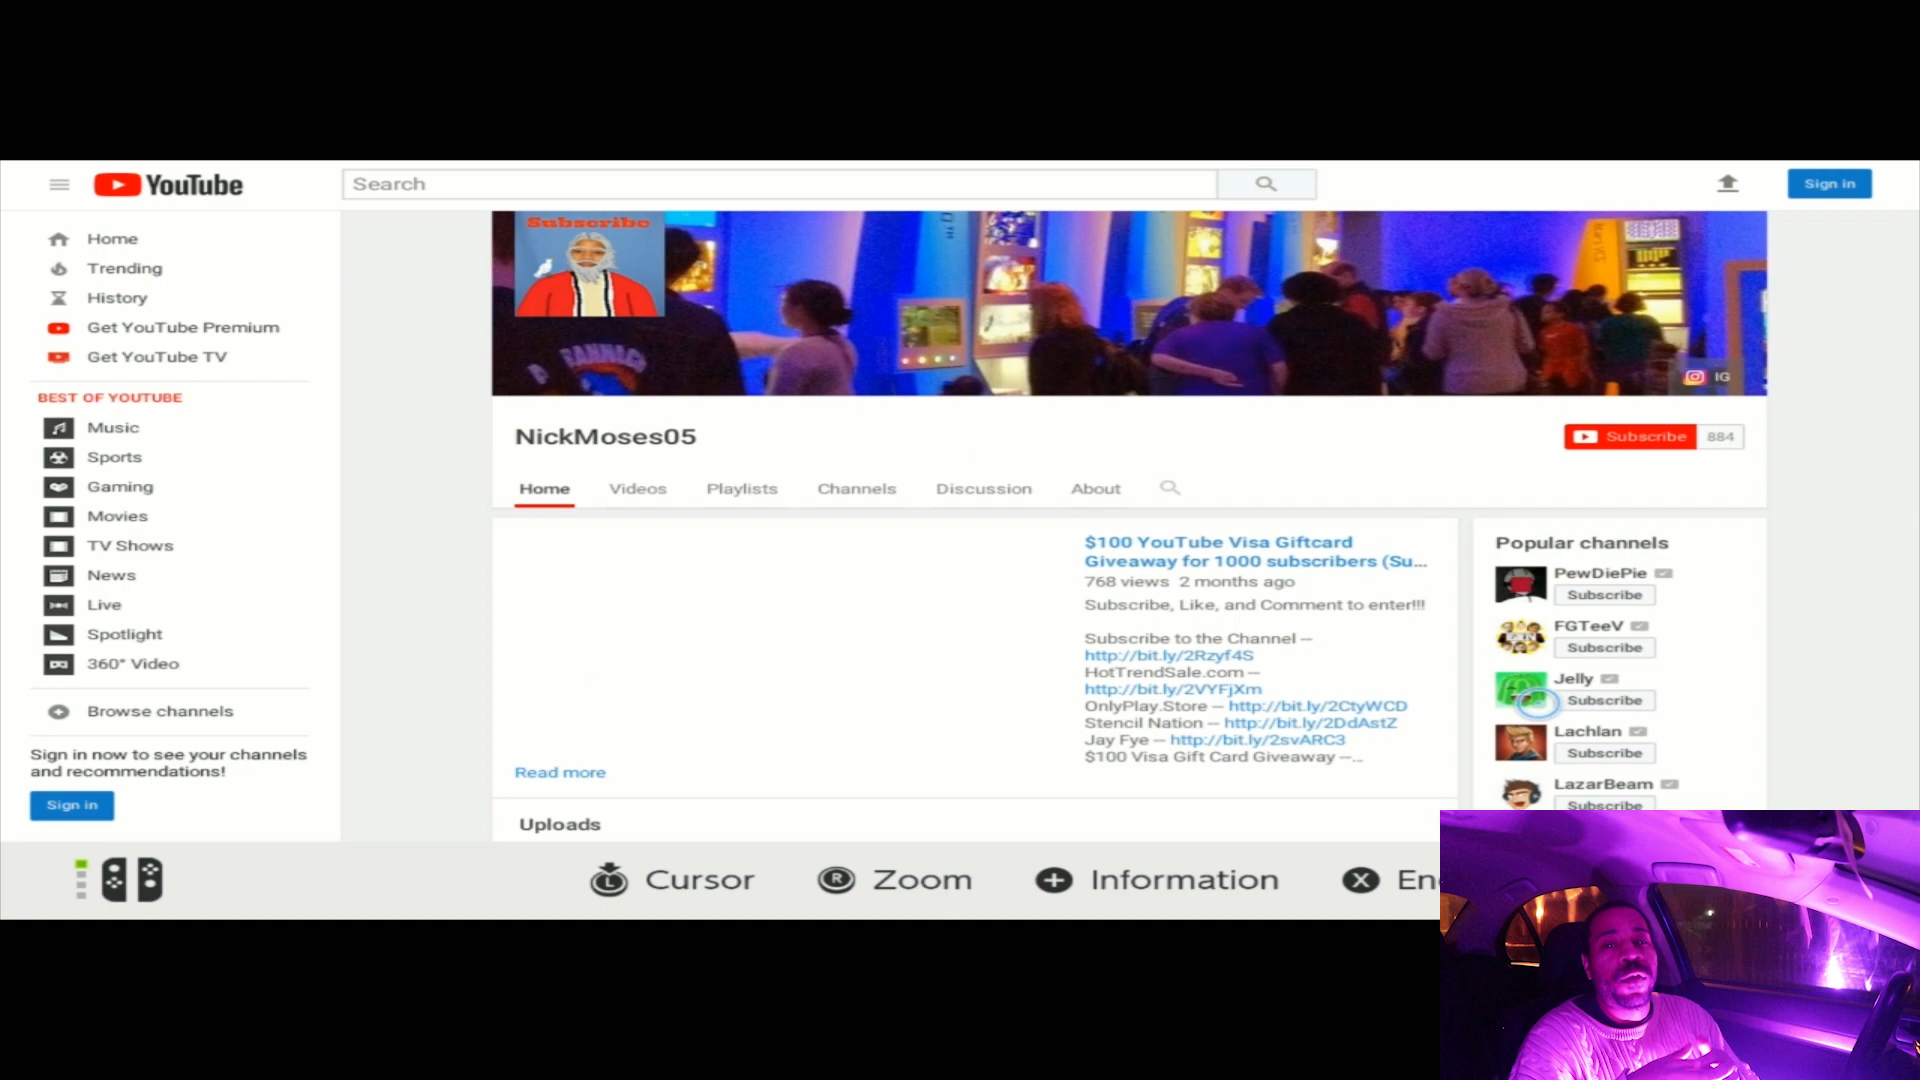 YouTube
Search
Sign in
Home
Trending
History
Get YouTube Premium
Get YouTube TV
BEST OF YOUTUBE
Music
Sports
Gaming
Movies
TV Shows
News
Live
Spotlight
360° Video
Browse channels
Sign in now to see your channels
and recommendations!
Sign in
Subscribe
IG
NickMoses05
Subscribe 884
Home Videos Playlists Channels Discussion About
$100 YouTube Visa Giftcard
Giveaway for 1000 subscribers (Su...
768 views 2 months ago
Subscribe, Like, and Comment to enter!!!
Subscribe to the Channel --
http://bit.ly/2Rzyf4S
HotTrendSale.com --
http://bit.ly/2VYFjXm
OnlyPlay.Store -- http://bit.ly/2CtyWCD
Stencil Nation -- http://bit.ly/2DdAstZ
Jay Fye -- http://bit.ly/2svARC3
$100 Visa Gift Card Giveaway --...
Read more
Uploads
Popular channels
PewDiePie
Subscribe
FGTeeV
Subscribe
Jelly
Subscribe
Lachlan
Subscribe
LazarBeam
Subscribe
L Cursor R Zoom Information X En